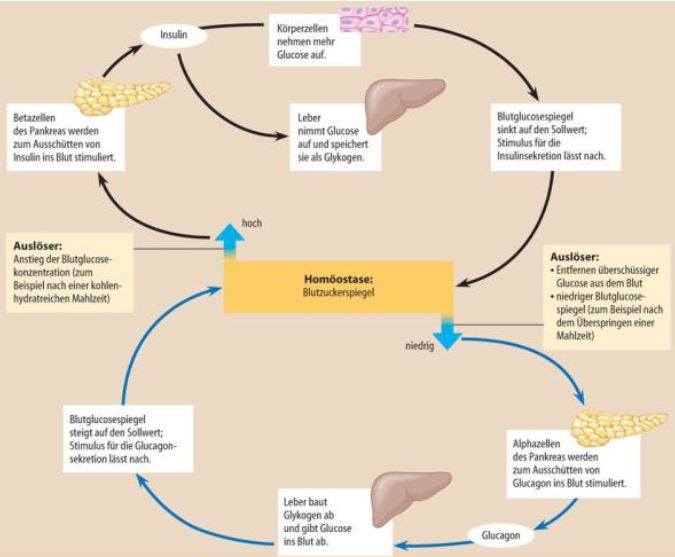 Insulin
Körperzellen
nehmen mehr
Glucose auf.
Betazellen
des Pankreas werden
zum Ausschütten von
Insulin ins Blut stimuliert.
Leber
nimmt Glucose
auf und speichert
sie als Glykogen.
Blutglucosespiegel
sinkt auf den Sollwert;
Stimulus für die
Insulinsekretion lässt nach.
hoch
Auslöser:
Anstieg der Blutglucose-
konzentration (zum
Beispiel nach einer kohlen-
hydratreichen Mahlzeit)
Homöostase:
Blutzuckerspiegel
Auslöser:
• Entfernen überschüssiger
Glucose aus dem Blut
• niedriger Blutglucose-
spiegel (zum Beispiel nach
dem Überspringen einer
Mahlzeit)
niedrig
Blutglucosespiegel
steigt auf den Sollwert;
Stimulus für die Glucagon-
sekretion lässt nach.
Alphazellen
des Pankreas werden
zum Ausschütten von
Glucagon ins Blut stimuliert.
Leber baut
Glykogen ab
und gibt Glucose
ins Blut ab.
Glucagon